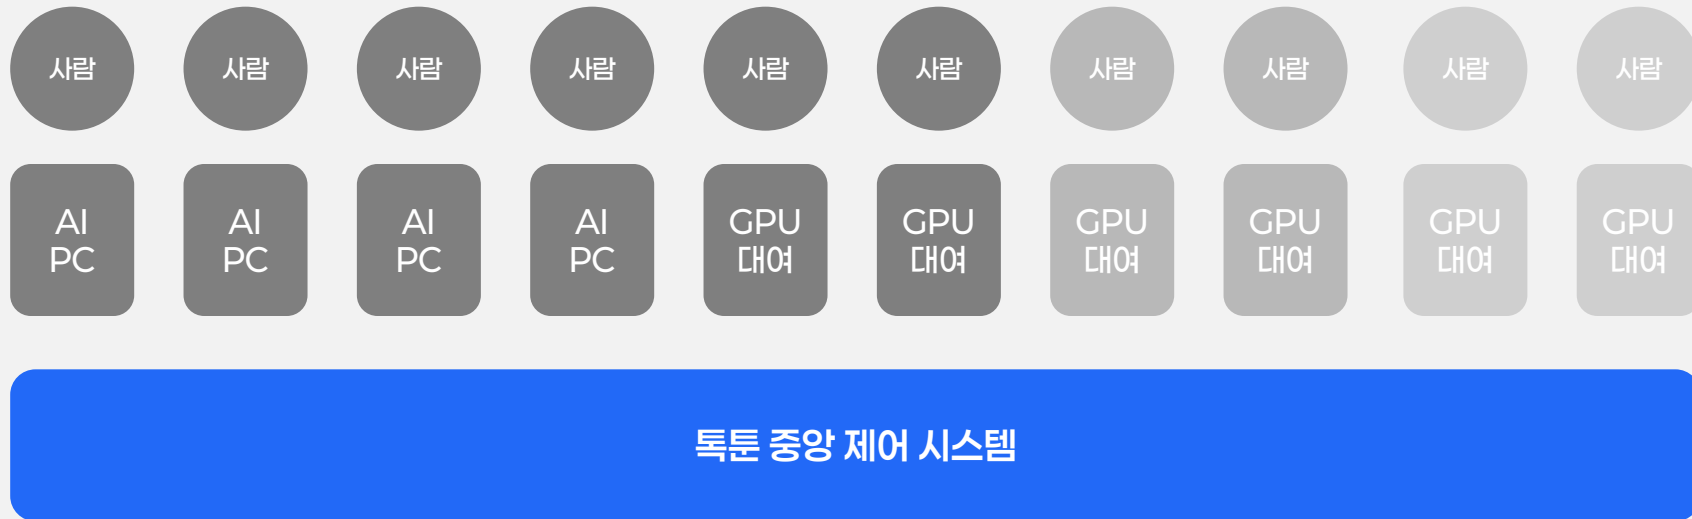 사람 사람 사람 사람 사람 사람 사람 사람 사람 사람
AI AI AI AI GPU GPU GPU GPU GPU GPU
PC PC PC PC 대여 대여 대여 대여 대여 대여
톡툰 중앙 제어 시스템